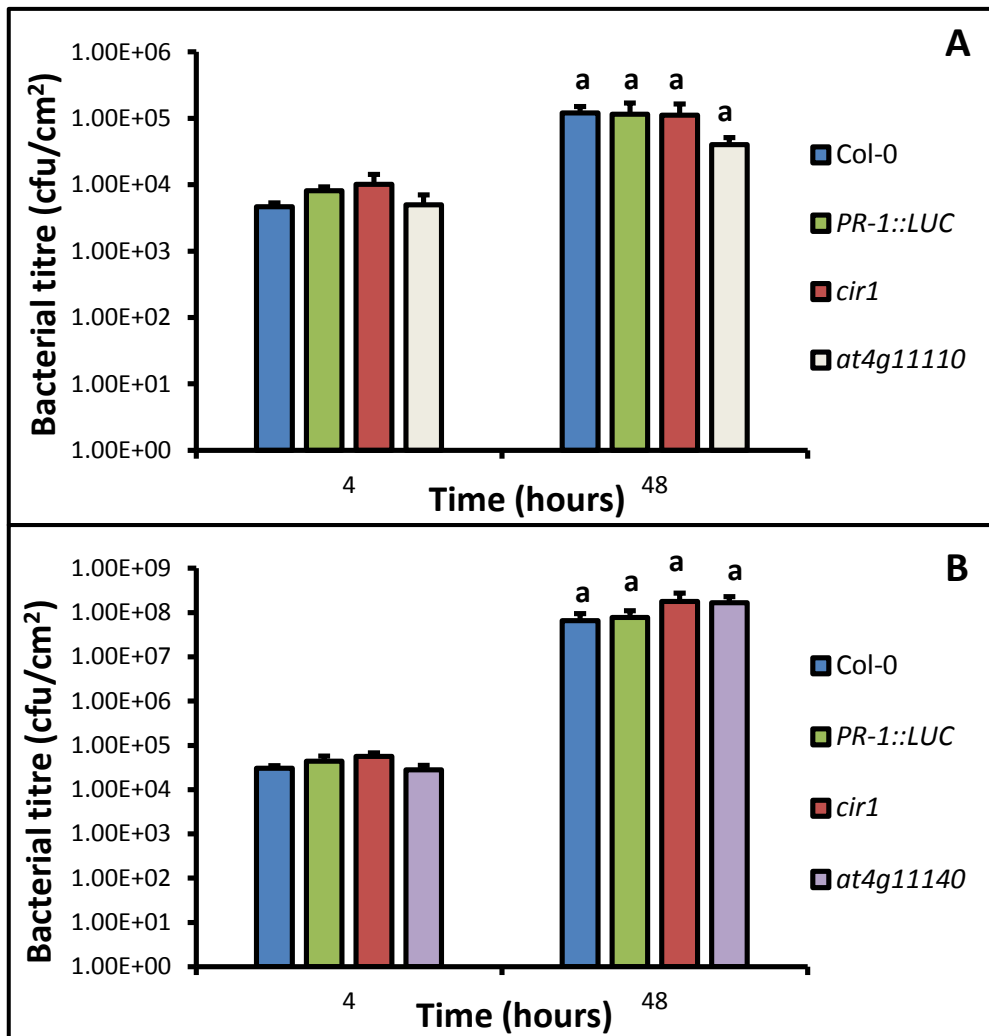 A
1.00E+06
1.00E+05
1.00E+04
1.00E+03
1.00E+02
1.00E+01
1.00E+00
Bacterial titre (cfu/cm²)
a a a a
4 48
Time (hours)
Col-0
PR-1::LUC
cir1
at4g11110
B
1.00E+09
1.00E+08
1.00E+07
1.00E+06
1.00E+05
1.00E+04
1.00E+03
1.00E+02
1.00E+01
1.00E+00
Bacterial titre (cfu/cm²)
a a a a
4 48
Time (hours)
Col-0
PR-1::LUC
cir1
at4g11140